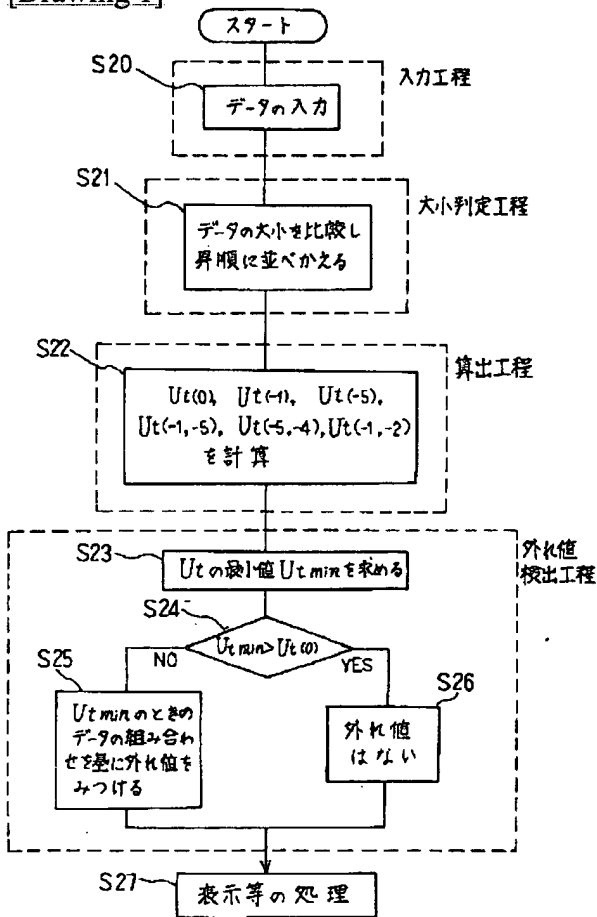 [Drawing 1]
スタート
S20
入力工程
データの入力
S21
大小判定工程
データの大小を比較し
昇順に並べかえる
S22
算出工程
Ut(0), Ut(-1), Ut(-5),
Ut(-1,-5), Ut(-5,-4), Ut(-1,-2)
を計算
外れ値
検出工程
S23
Utの最小値Utminを求める
S24
Utmin>Ut(0)
NO
YES
S25
Utminのときの
データの組み合わ
せを基に外れ値を
みつける
S26
外れ値
はない
S27
表示等の処理